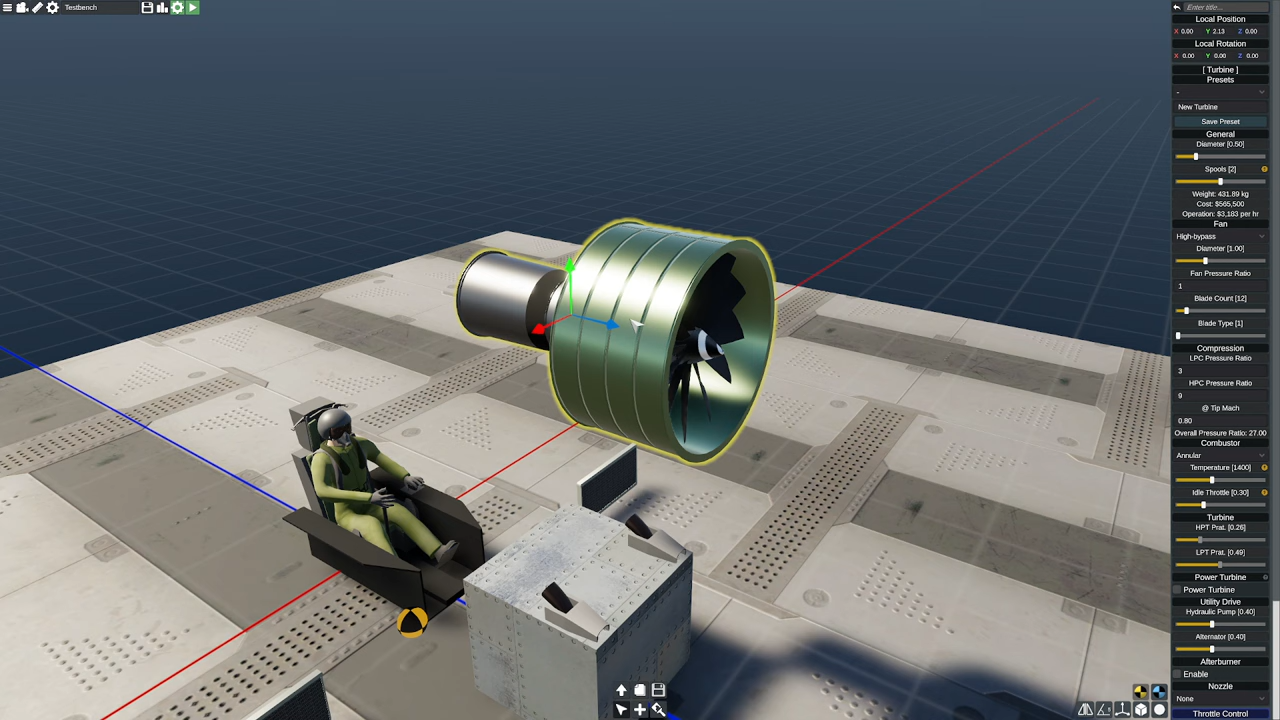 Testbench
Enter title...
Local Position
X 0.00 Y 2.13 Z 0.00
Local Rotation
X 0.00 Y 0.00 Z 0.00
[ Turbine ]
Presets
-
New Turbine
Save Preset
General
Diameter [0.50]
Spools [2]
Weight: 431.89 kg
Cost: $565,500
Operation: $3,183 per hr
Fan
High-bypass
Diameter [1.00]
Fan Pressure Ratio
1
Blade Count [12]
Blade Type [1]
Compression
LPC Pressure Ratio
3
HPC Pressure Ratio
9
@ Tip Mach
0.80
Overall Pressure Ratio: 27.00
Combustor
Annular
Temperature [1400]
Idle Throttle [0.30]
Turbine
HPT Prat. [0.26]
LPT Prat. [0.49]
Power Turbine
Power Turbine
Utility Drive
Hydraulic Pump [0.40]
Alternator [0.40]
Afterburner
Enable
Nozzle
None
Throttle Control